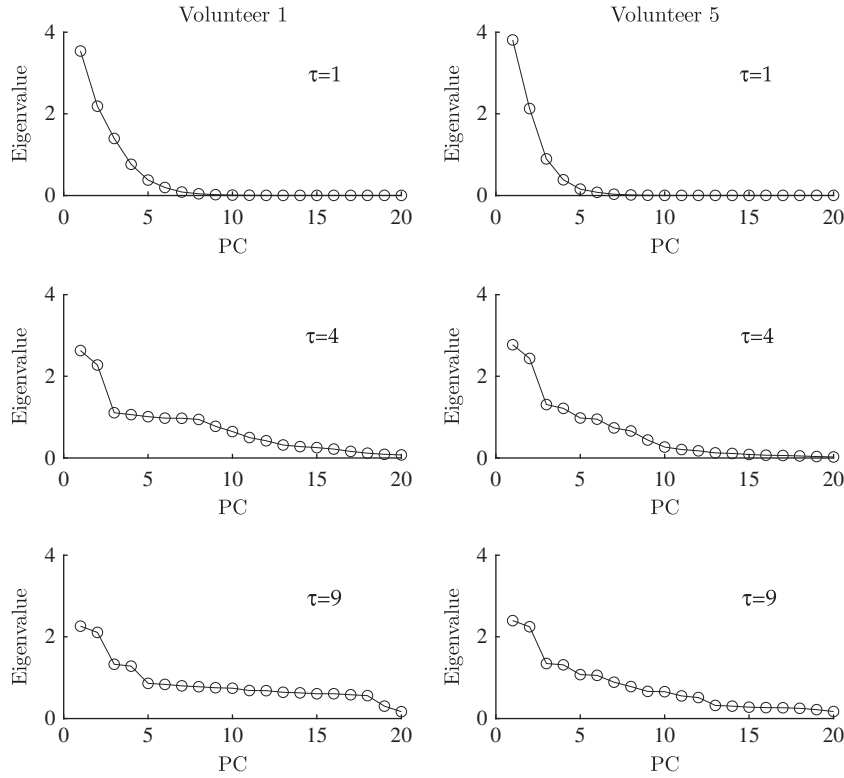 Volunteer 1
Volunteer 5
4
2
0
Eigenvalue
τ=1
0 5 10 15 20
PC
4
2
0
Eigenvalue
τ=1
0 5 10 15 20
PC
4
2
0
Eigenvalue
τ=4
0 5 10 15 20
PC
4
2
0
Eigenvalue
τ=4
0 5 10 15 20
PC
4
2
0
Eigenvalue
τ=9
0 5 10 15 20
PC
4
2
0
Eigenvalue
τ=9
0 5 10 15 20
PC